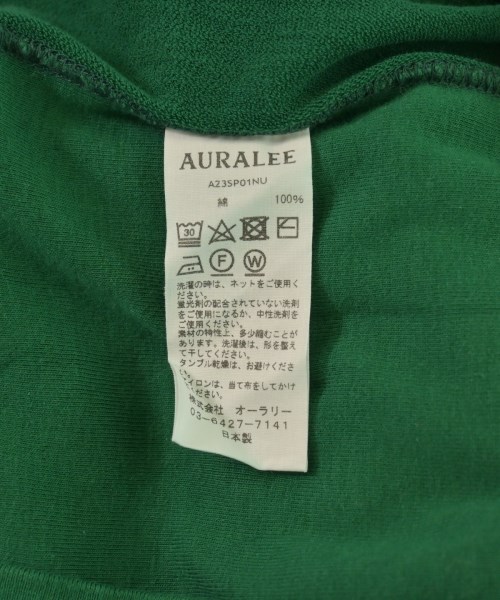 AURALEE
A23SP01NU
綿 100%
30
F W
洗濯の時は、ネットをご使用く
ださい。
蛍光剤の配合されていない洗剤
をご使用になるか、中性洗剤を
ご使用ください。
素材の特性上、多少縮むことが
あります。洗濯後は、形を整え
て干してください。
タンブル乾燥は、お避けくださ
い。
アイロンは、当て布をしてかけ
ください。
株式会社 オーラリー
03-6427-7141
日本製